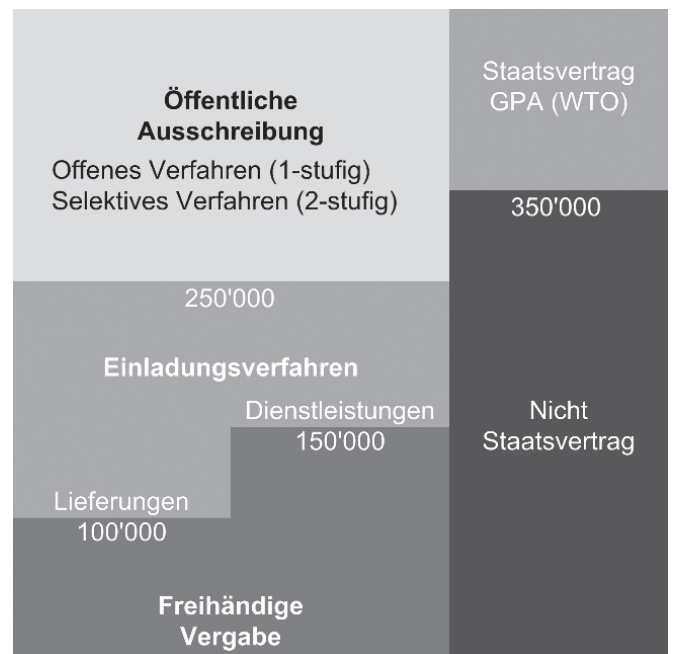 Öffentliche
Ausschreibung
Offenes Verfahren (1-stufig)
Selektives Verfahren (2-stufig)
250'000
Einladungsverfahren
Dienstleistungen
150'000
Lieferungen
100'000
Freihändige
Vergabe
Staatsvertrag
GPA (WTO)
350'000
Nicht
Staatsvertrag